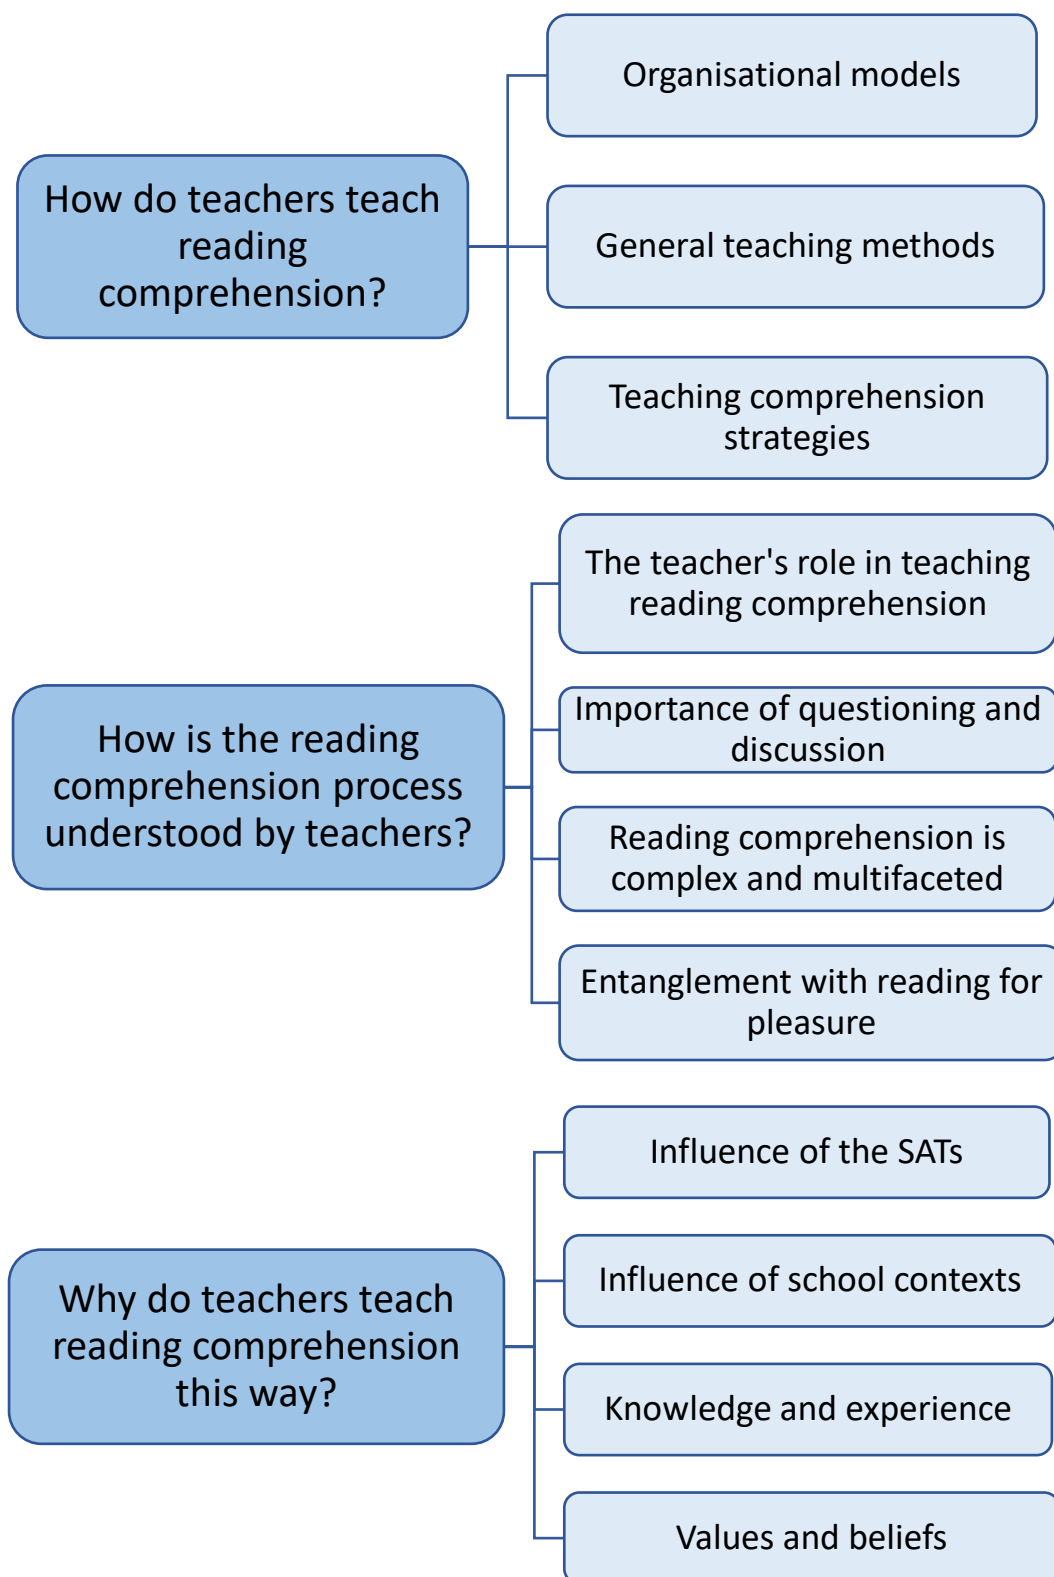 How do teachers teach
reading
comprehension?
Organisational models
General teaching methods
Teaching comprehension
strategies
How is the reading
comprehension process
understood by teachers?
The teacher's role in teaching
reading comprehension
Importance of questioning and
discussion
Reading comprehension is
complex and multifaceted
Entanglement with reading for
pleasure
Why do teachers teach
reading comprehension
this way?
Influence of the SATs
Influence of school contexts
Knowledge and experience
Values and beliefs